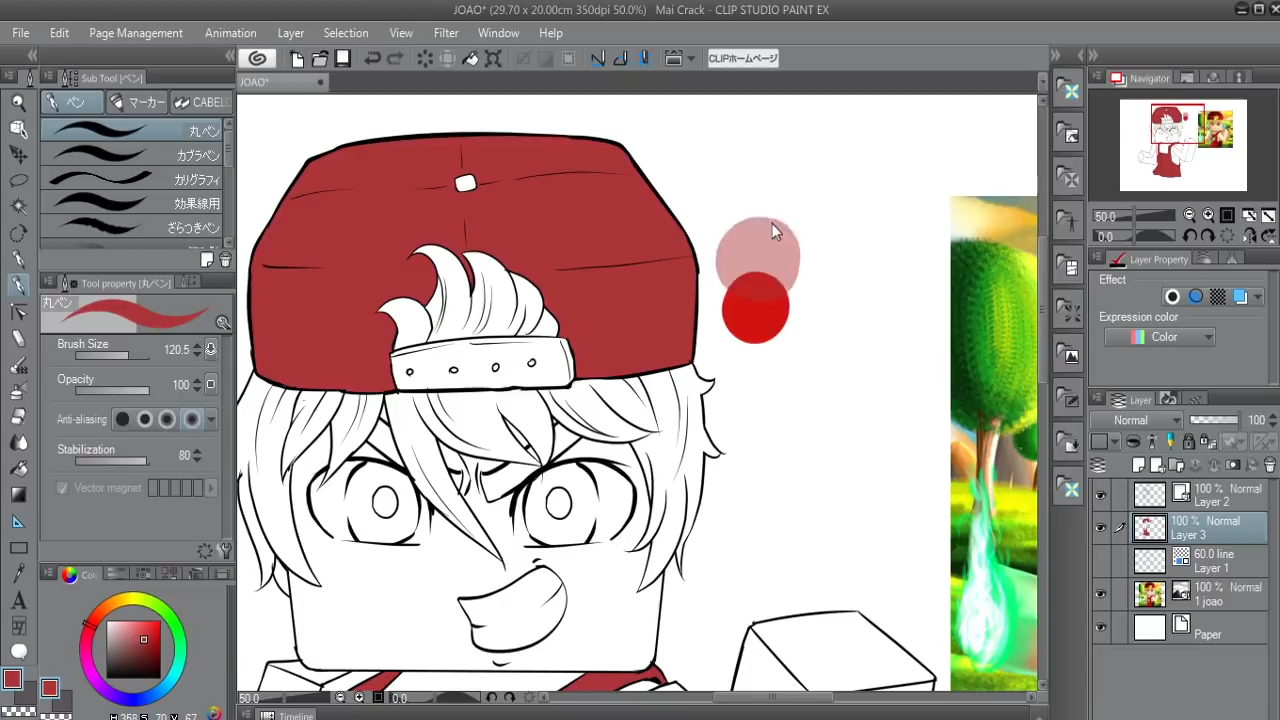 JOAO* (29.70 x 20.00cm 350dpi 50.0%) Mai Crack - CLIP STUDIO PAINT EX
File Edit Page Management Animation Layer Selection View Filter Window Help
CLIPホームページ
Sub Tool [ペン]
JOAO*
Navigator
ペン マーカー CABELO
丸ペン
カブラペン
カリグラフィ
効果線用
ざらつきペン
50.0
0.0
Tool property [ペン]
丸ペン
Layer Property
Effect
Brush Size 120.5
Expression color
Color
Opacity 100
Anti-aliasing
Stabilization 80
Vector magnet
Layer
Normal 100
100 % Normal
Layer 2
100 % Normal
Layer 3
60.0 line
Layer 1
100 % Normal
1 joao
Paper
50.0 0.0
H 358 S 70 V 67
Timeline